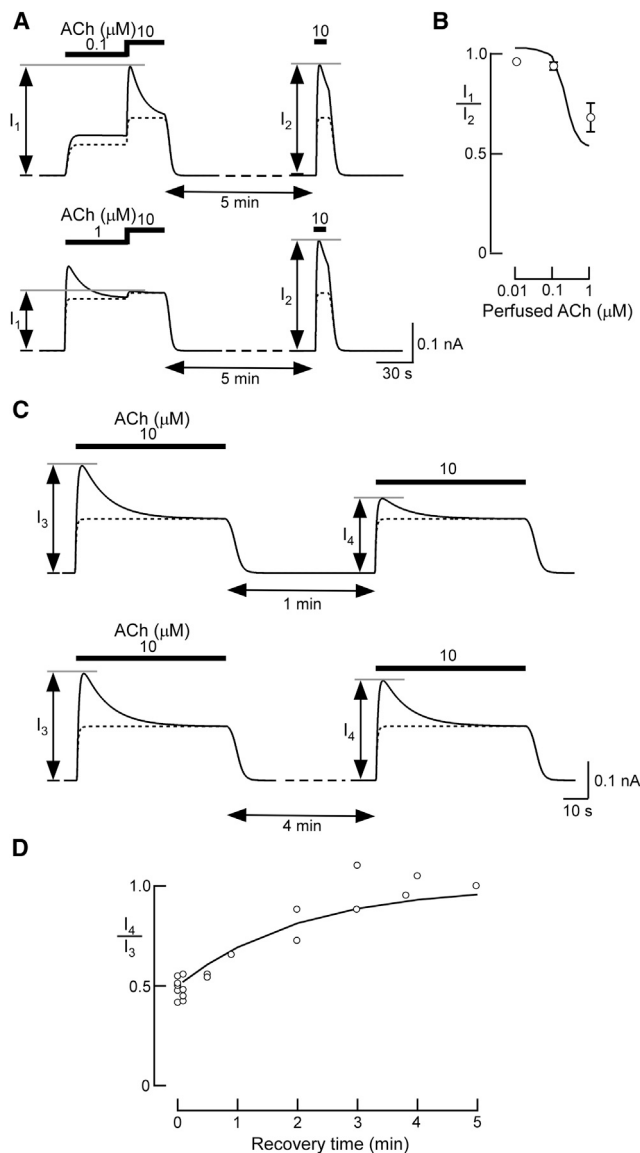 A
ACh (μM)
0.1
10
10
I1
I2
5 min
ACh (μM)
1
10
10
I1
I2
5 min
0.1 nA
30 s
B
I1
I2
1.0
0.5
0
0.01 0.1 1
Perfused ACh (μM)
C
ACh (μM)
10
10
I3
I4
1 min
ACh (μM)
10
10
I3
I4
4 min
0.1 nA
10 s
D
I4
I3
1.0
0.5
0
0 1 2 3 4 5
Recovery time (min)